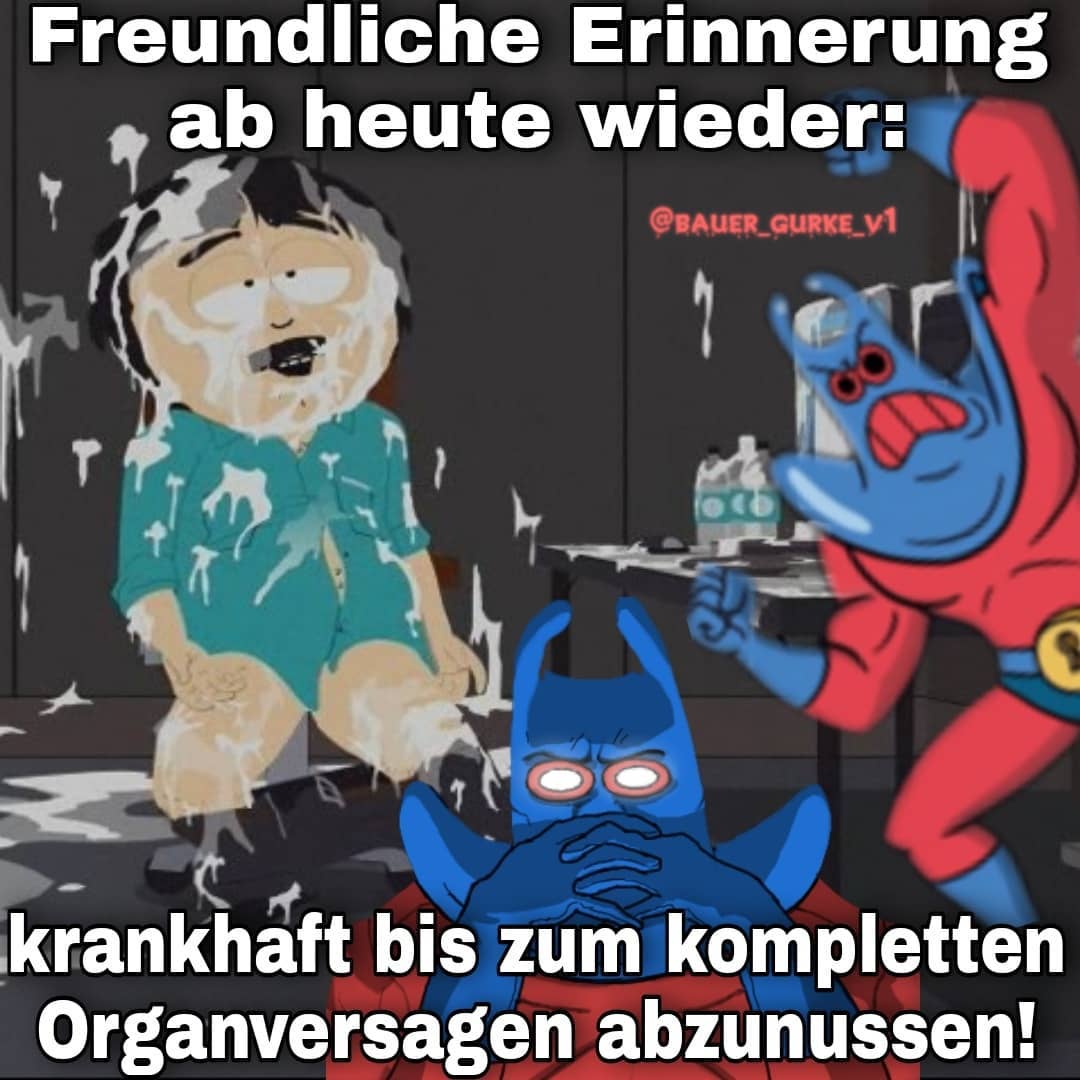 Freundliche Erinnerung
ab heute wieder:
@BAUER_GURKE_V1
krankhaft bis zum kompletten
Organversagen abzunussen!